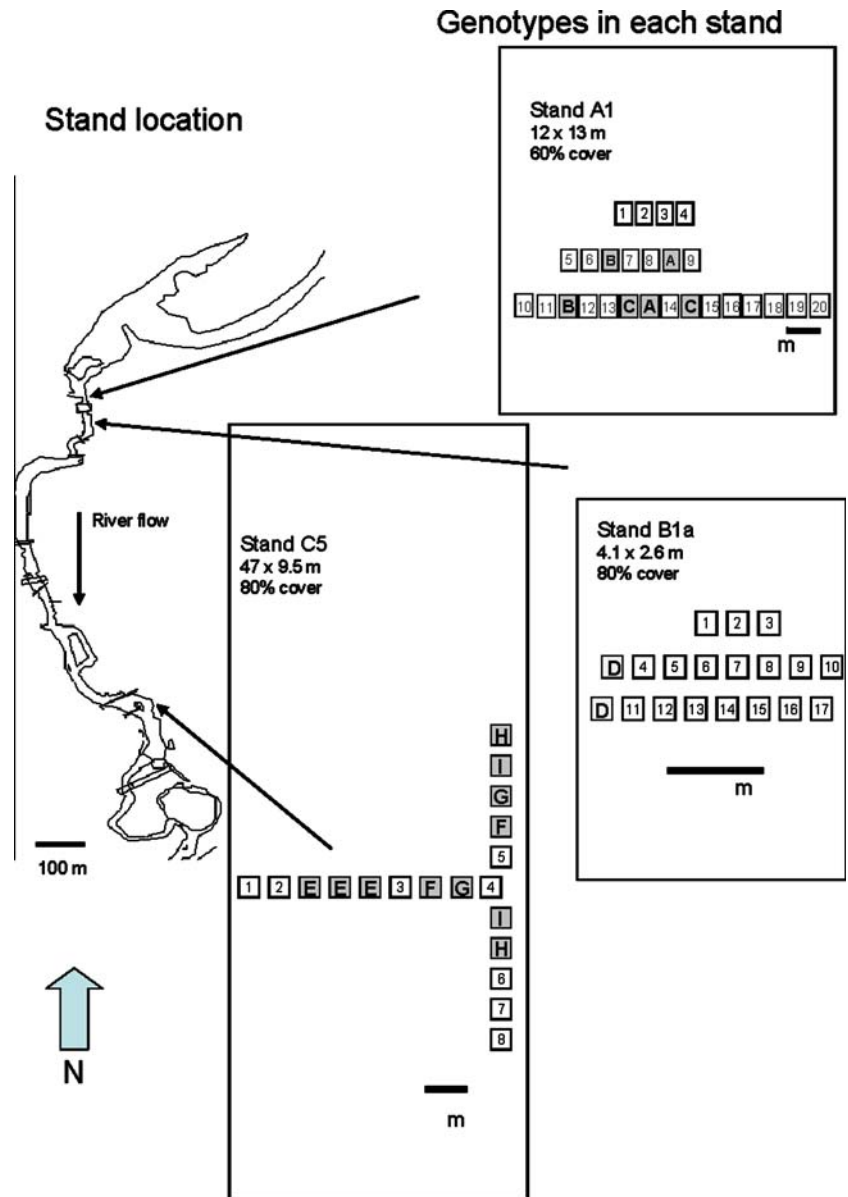 Genotypes in each stand
Stand location
Stand A1
12 x 13 m
60% cover
1 2 3 4
5 6 B 7 8 A 9
10 11 B 12 13 C A 14 C 15 16 17 18 19 20
m
River flow
Stand C5
47 x 9.5 m
80% cover
Stand B1a
4.1 x 2.6 m
80% cover
1 2 3
D 4 5 6 7 8 9 10
D 11 12 13 14 15 16 17
m
H
I
G
F
5
1 2 E E E 3 F G 4
I
H
6
7
8
m
100 m
N